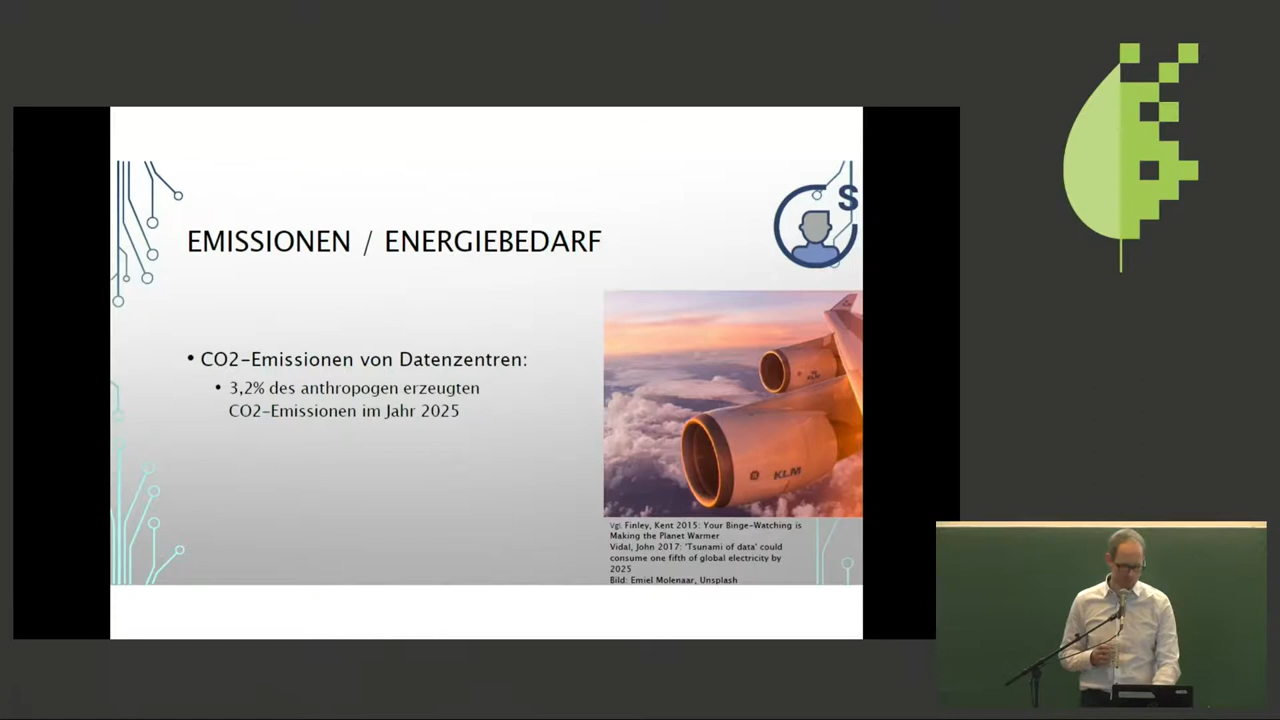 EMISSIONEN / ENERGIEBEDARF
S
• CO2-Emissionen von Datenzentren:
• 3,2% des anthropogen erzeugten
CO2-Emissionen im Jahr 2025
KLM
Vgl. Finley, Kent 2015: Your Binge-Watching is
Making the Planet Warmer
Vidal, John 2017: 'Tsunami of data' could
consume one fifth of global electricity by
2025
Bild: Emiel Molenaar, Unsplash